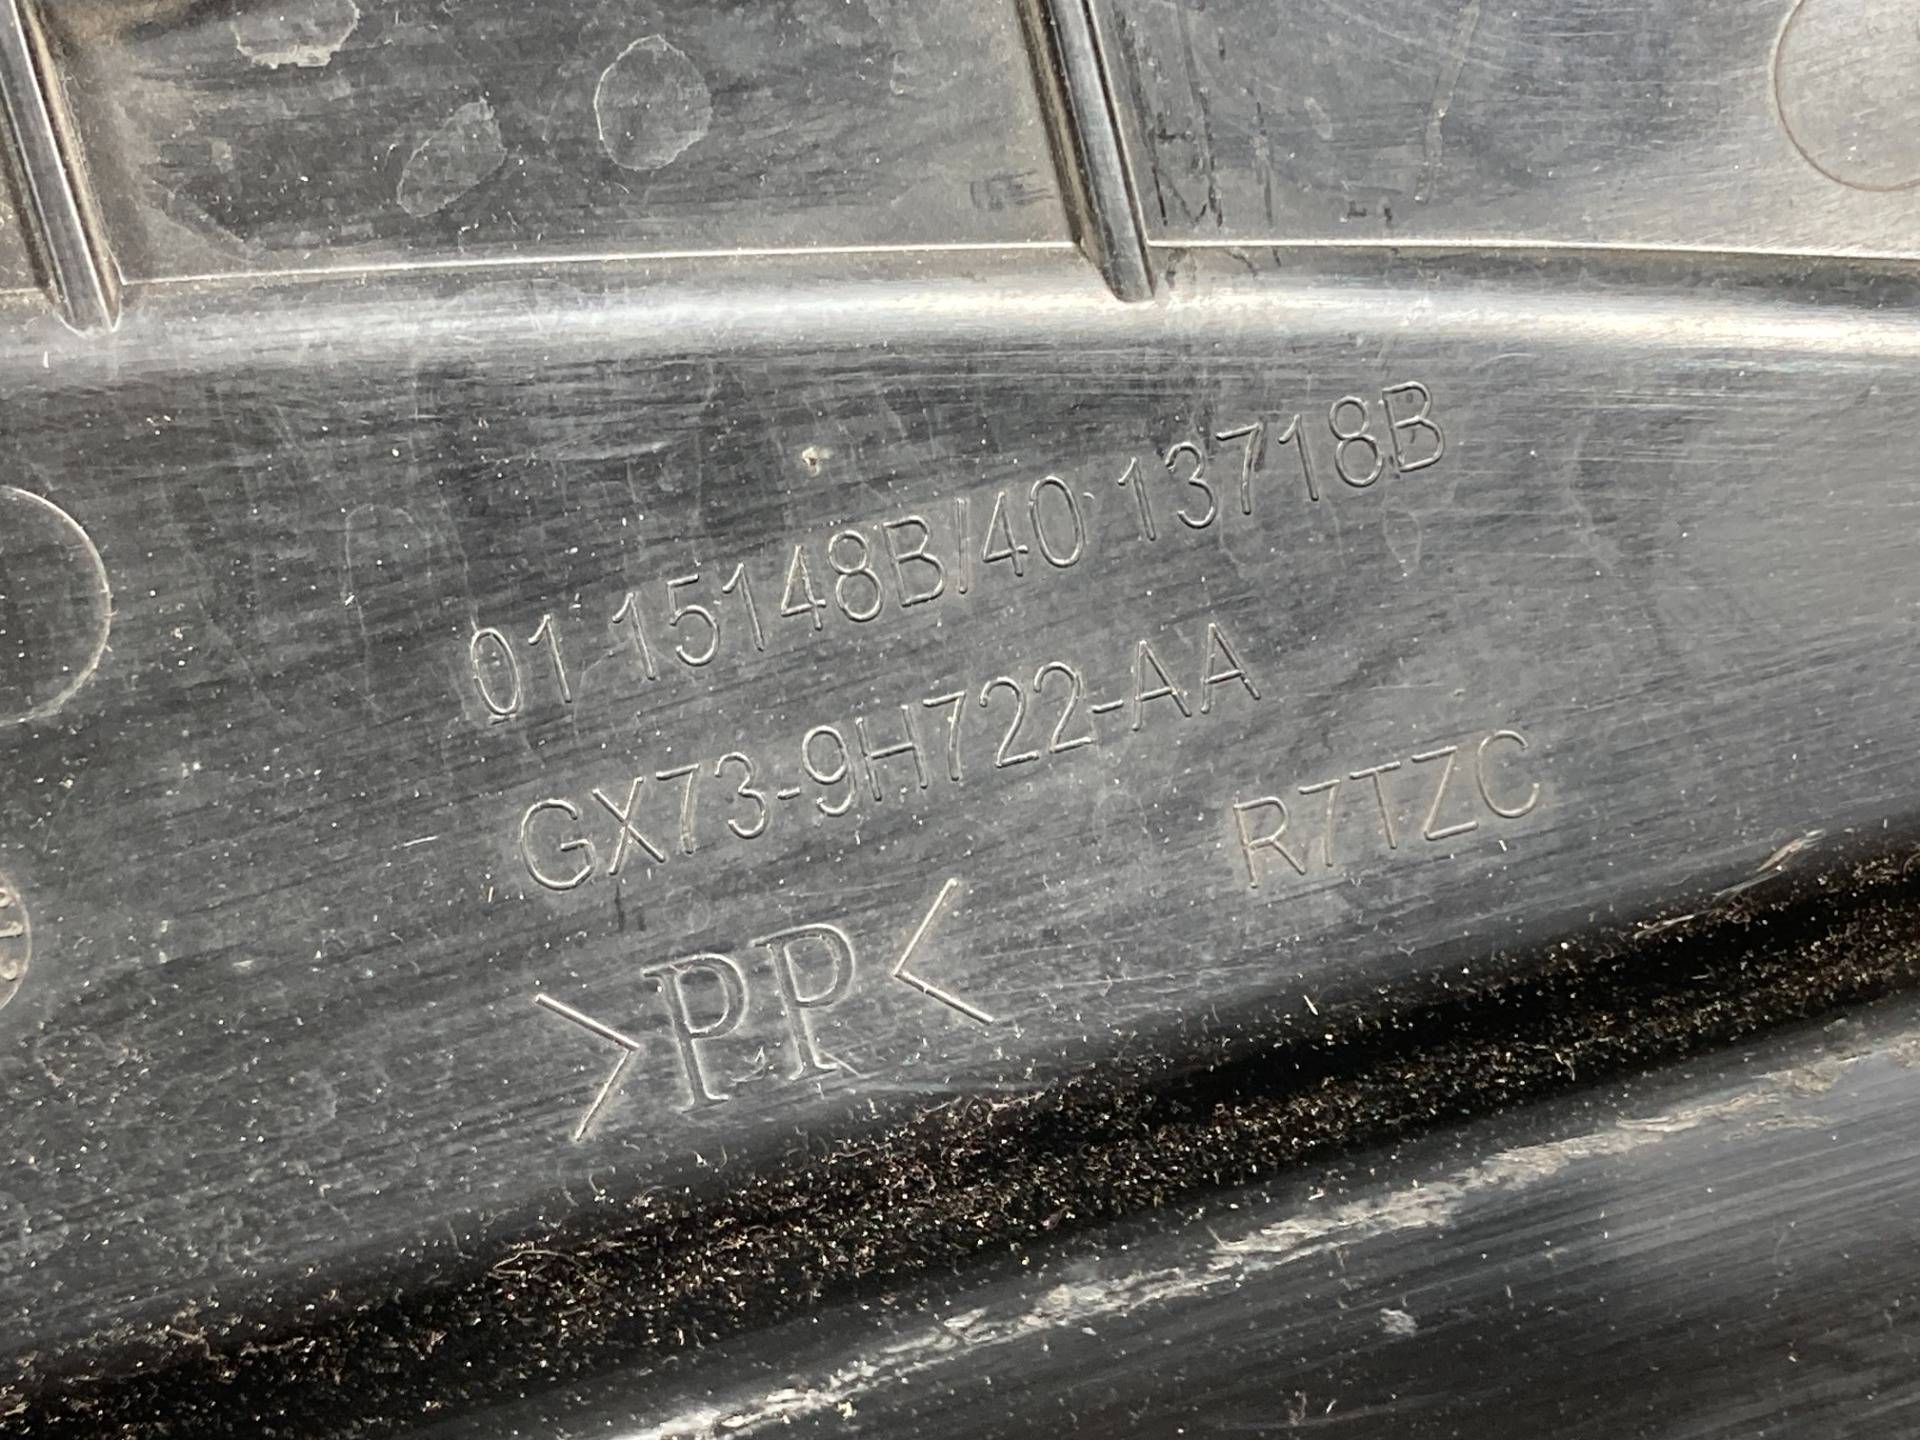 01 15148B/40 13718B
GX73-9H722-AA
R7TZC
>PP<